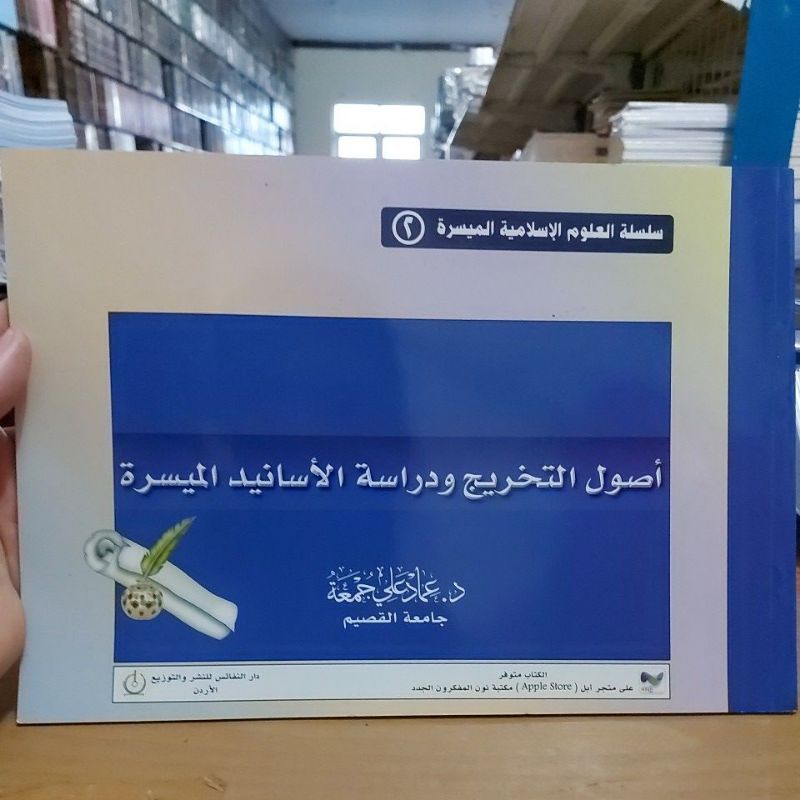 سلسلة العلوم الإسلامية الميسرة ٢
أصول التخريج ودراسة الأسانيد الميسرة
د. عماد علي جمعة
جامعة القصيم
الكتاب متوفر
على متجر ابل ( Apple Store ) مكتبة نون المفكرون الجدد
دار النفائس للنشر والتوزيع
الأردن